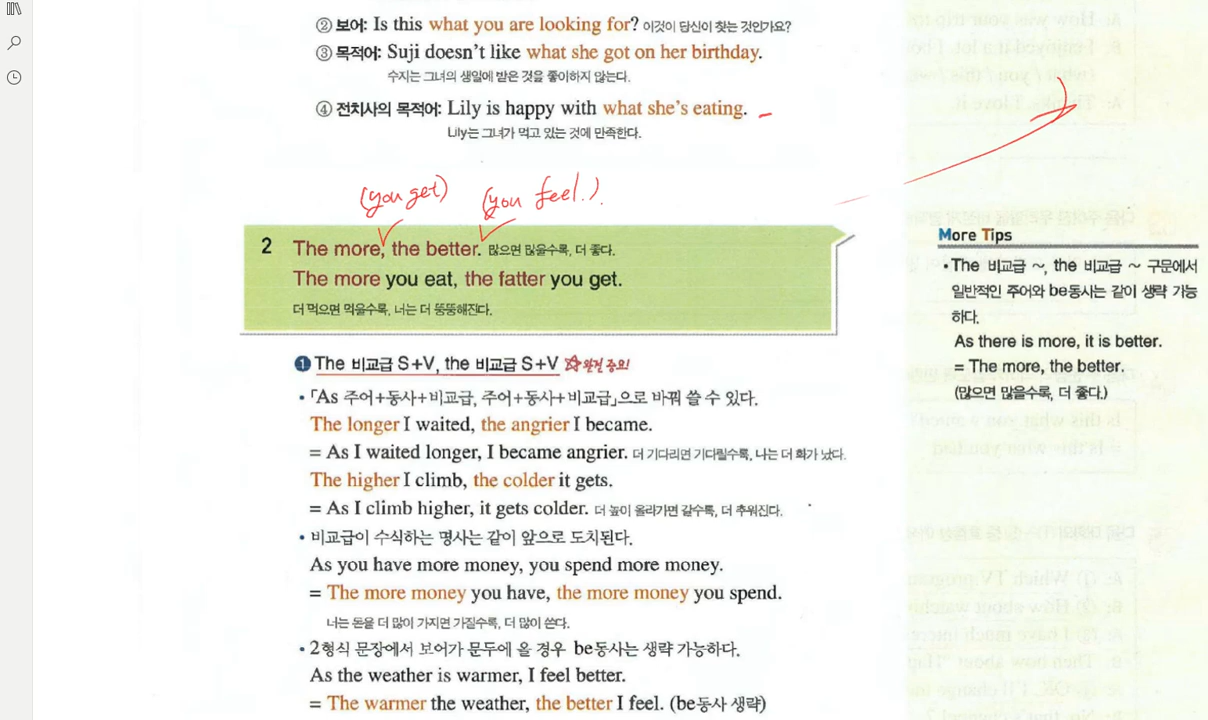 ② 보어: Is this what you are looking for? 이것이 당신이 찾는 것인가요?
③ 목적어: Suji doesn't like what she got on her birthday.
수지는 그녀의 생일에 받은 것을 좋아하지 않는다.
④ 전치사의 목적어: Lily is happy with what she's eating.
Lily는 그녀가 먹고 있는 것에 만족한다.
(you get) (you feel.)
2 The more, the better. 많으면 많을수록, 더 좋다.
The more you eat, the fatter you get.
더 먹으면 먹을수록, 너는 더 뚱뚱해진다.
❶ The 비교급 S+V, the 비교급 S+V ☆완전 중요!
• 「As 주어+동사+비교급, 주어+동사+비교급」으로 바꿔 쓸 수 있다.
The longer I waited, the angrier I became.
= As I waited longer, I became angrier. 더 기다리면 기다릴수록, 나는 더 화가 났다.
The higher I climb, the colder it gets.
= As I climb higher, it gets colder. 더 높이 올라가면 갈수록, 더 추워진다.
• 비교급이 수식하는 명사는 같이 앞으로 도치된다.
As you have more money, you spend more money.
= The more money you have, the more money you spend.
너는 돈을 더 많이 가지면 가질수록, 더 많이 쓴다.
• 2형식 문장에서 보어가 문두에 올 경우 be동사는 생략 가능하다.
As the weather is warmer, I feel better.
= The warmer the weather, the better I feel. (be동사 생략)
More Tips
• The 비교급 ~, the 비교급 ~ 구문에서
일반적인 주어와 be동사는 같이 생략 가능
하다.
As there is more, it is better.
= The more, the better.
(많으면 많을수록, 더 좋다.)